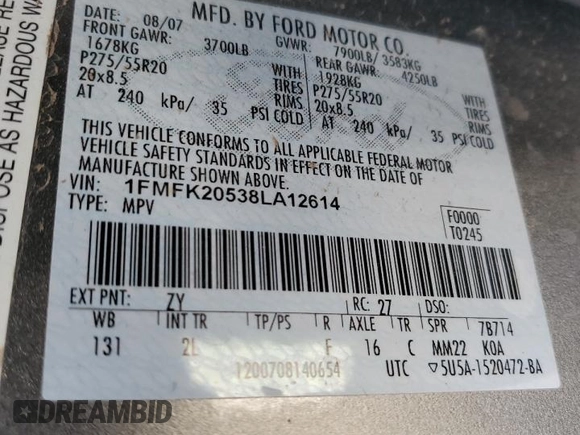 DISPOSE AS HAZARDOUS WA
LEASE RE
DATE: 08/07
MFD. BY FORD MOTOR CO.
FRONT GAWR: 3700LB GVWR: 7900LB/ 3583KG
1678KG REAR GAWR: 4250LB
P275/55R20 WITH 1928KG WITH
20x8.5 TIRES P275/55R20 TIRES
RIMS 20x8.5 RIMS
AT 240 kPa/ 35 PSI COLD AT 240 kPa/ 35 PSI COLD
THIS VEHICLE CONFORMS TO ALL APPLICABLE FEDERAL MOTOR
VEHICLE SAFETY STANDARDS IN EFFECT ON THE DATE OF
MANUFACTURE SHOWN ABOVE.
VIN: 1FMFK20538LA12614
TYPE: MPV
F0000
T0245
EXT PNT: ZY RC: 27 DSO:
WB INT TR TP/PS R AXLE TR SPR 7B714
131 2L F 16 C MM22 KOA
1200708140654 UTC ▽5U5A-1520472-BA
DREAMBID